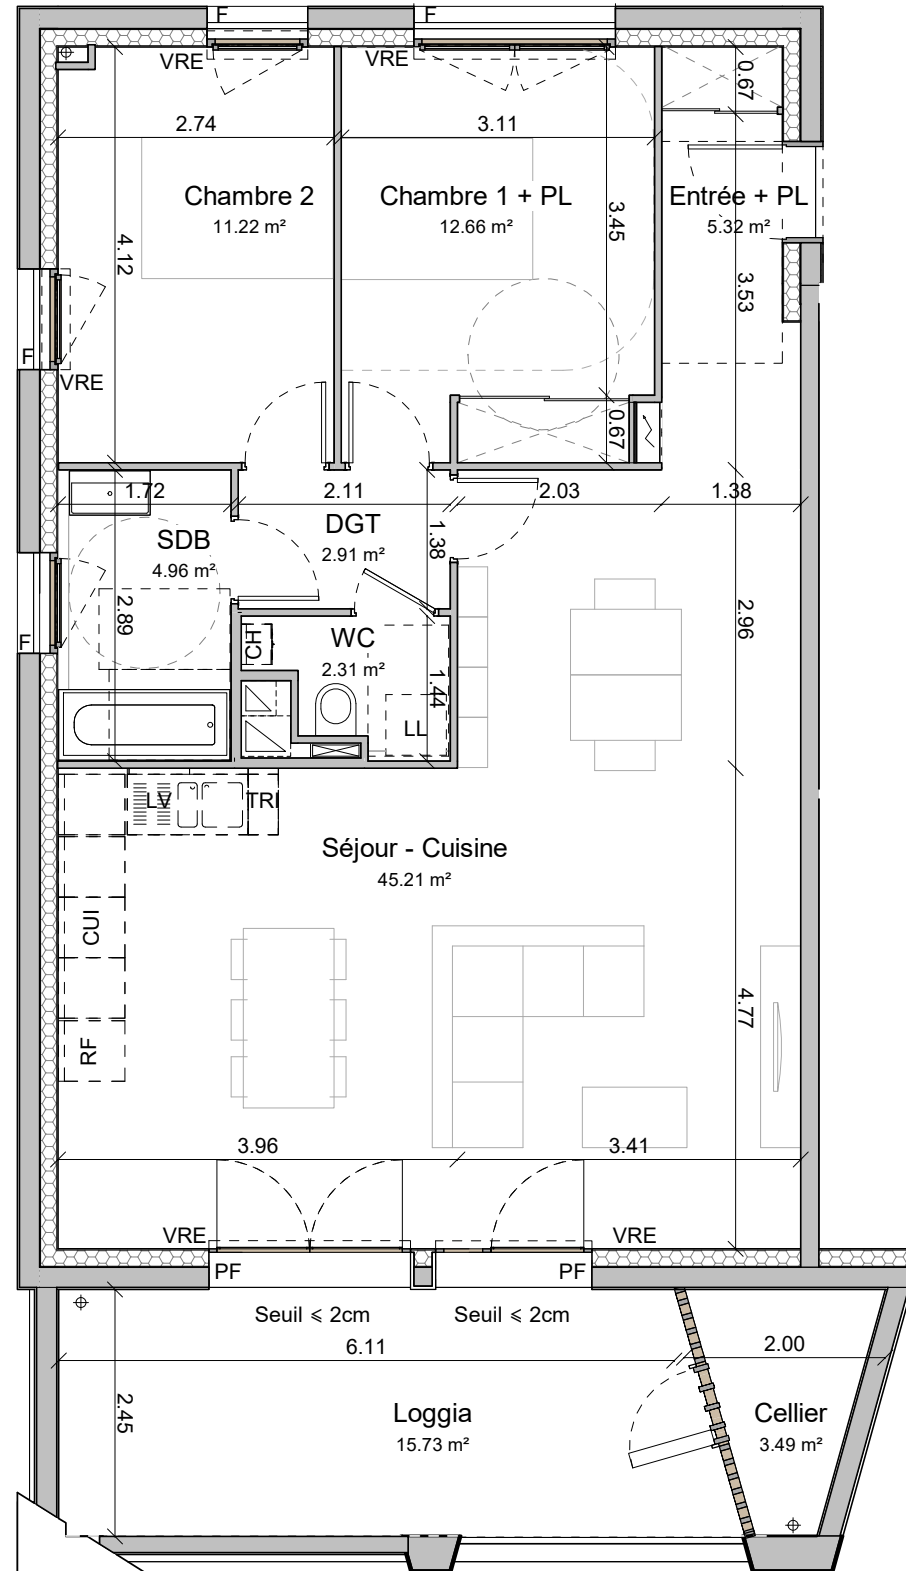 F
F
VRE
VRE
0.67
2.74
3.11
Chambre 2
11.22 m²
Chambre 1 + PL
12.66 m²
Entrée + PL
5.32 m²
4.12
3.45
3.53
F
VRE
0.67
1.72
2.11
2.03
1.38
SDB
4.96 m²
DGT
2.91 m²
1.38
2.89
2.96
F
CH
WC
2.31 m²
1.44
LL
LV
TRI
Séjour - Cuisine
45.21 m²
CUI
4.77
RF
3.96
3.41
VRE
VRE
PF
PF
Seuil ⩽ 2cm
Seuil ⩽ 2cm
6.11
2.00
2.45
Loggia
15.73 m²
Cellier
3.49 m²